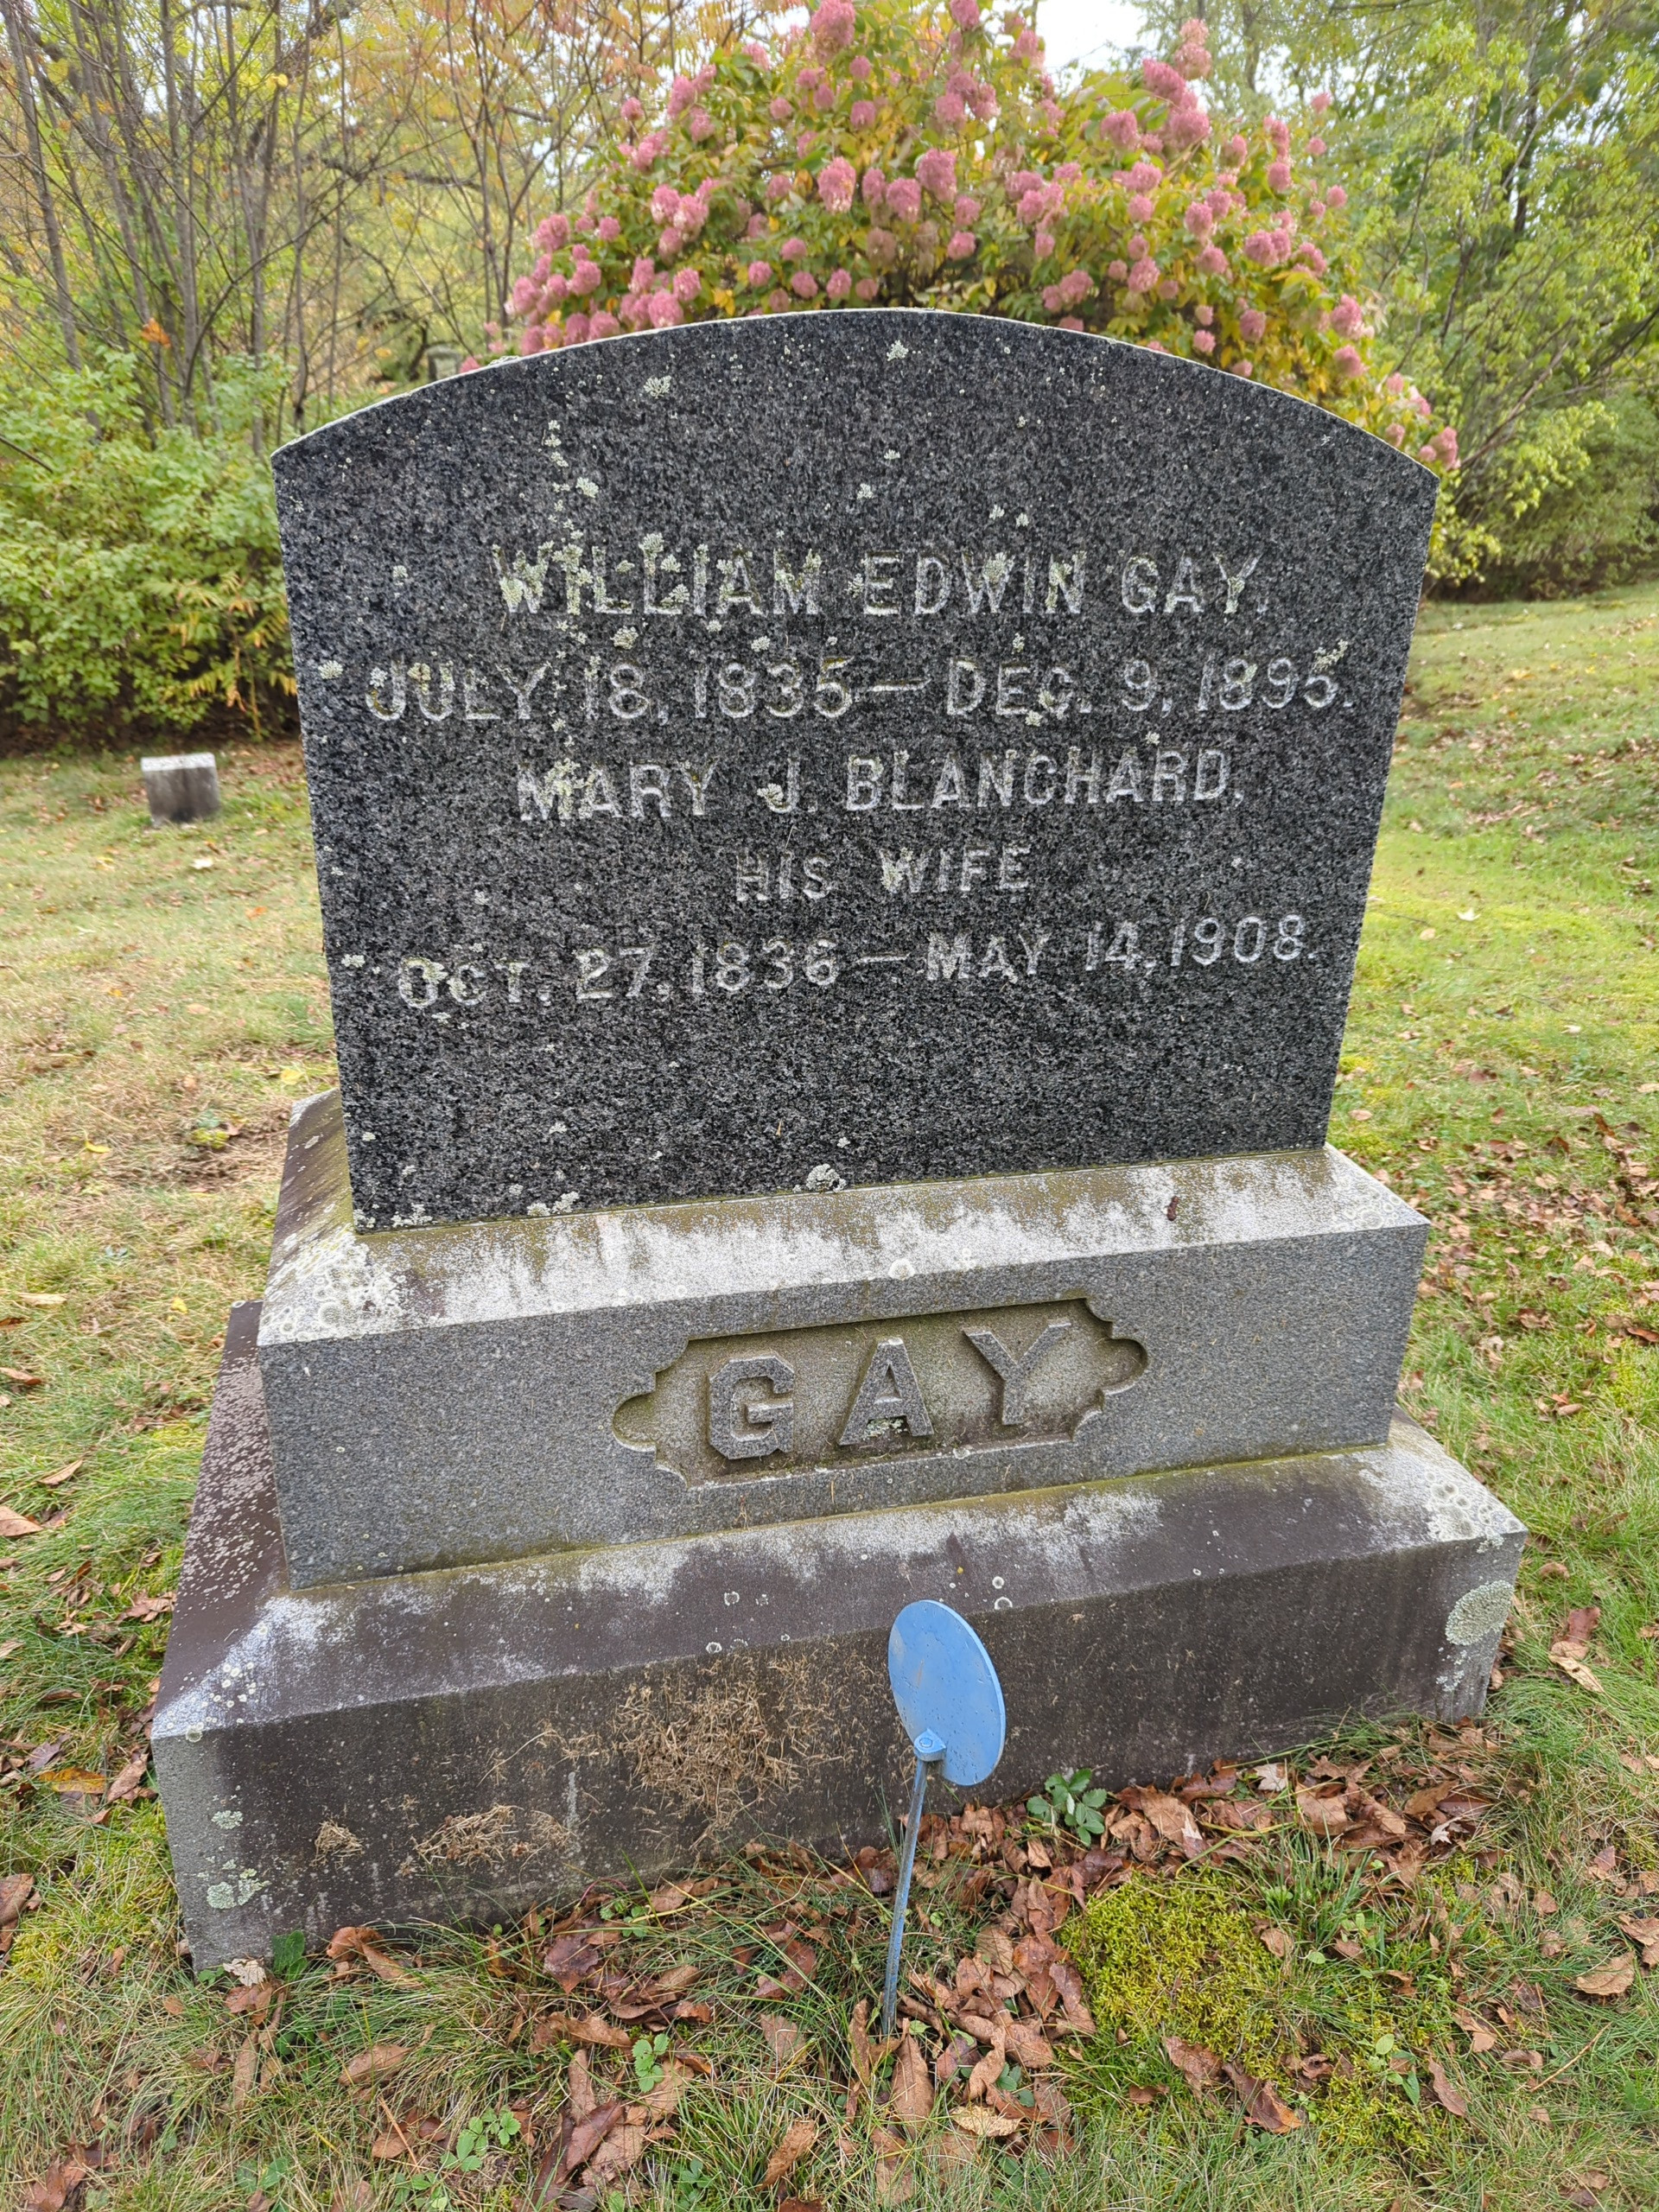 WILLIAM EDWIN GAY.
JULY 18, 1835 — DEC. 9, 1895.
MARY J. BLANCHARD,
HIS WIFE
OCT. 27, 1836 — MAY 14, 1908.
GAY